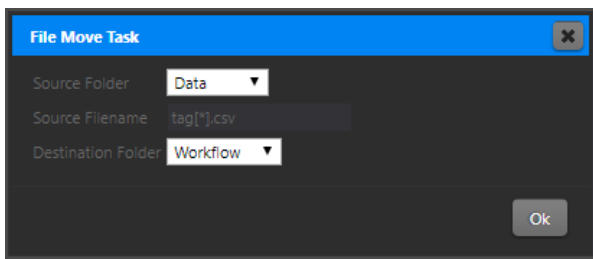 File Move Task
Source Folder Data
Source Filename tag[*].csv
Destination Folder Workflow
Ok